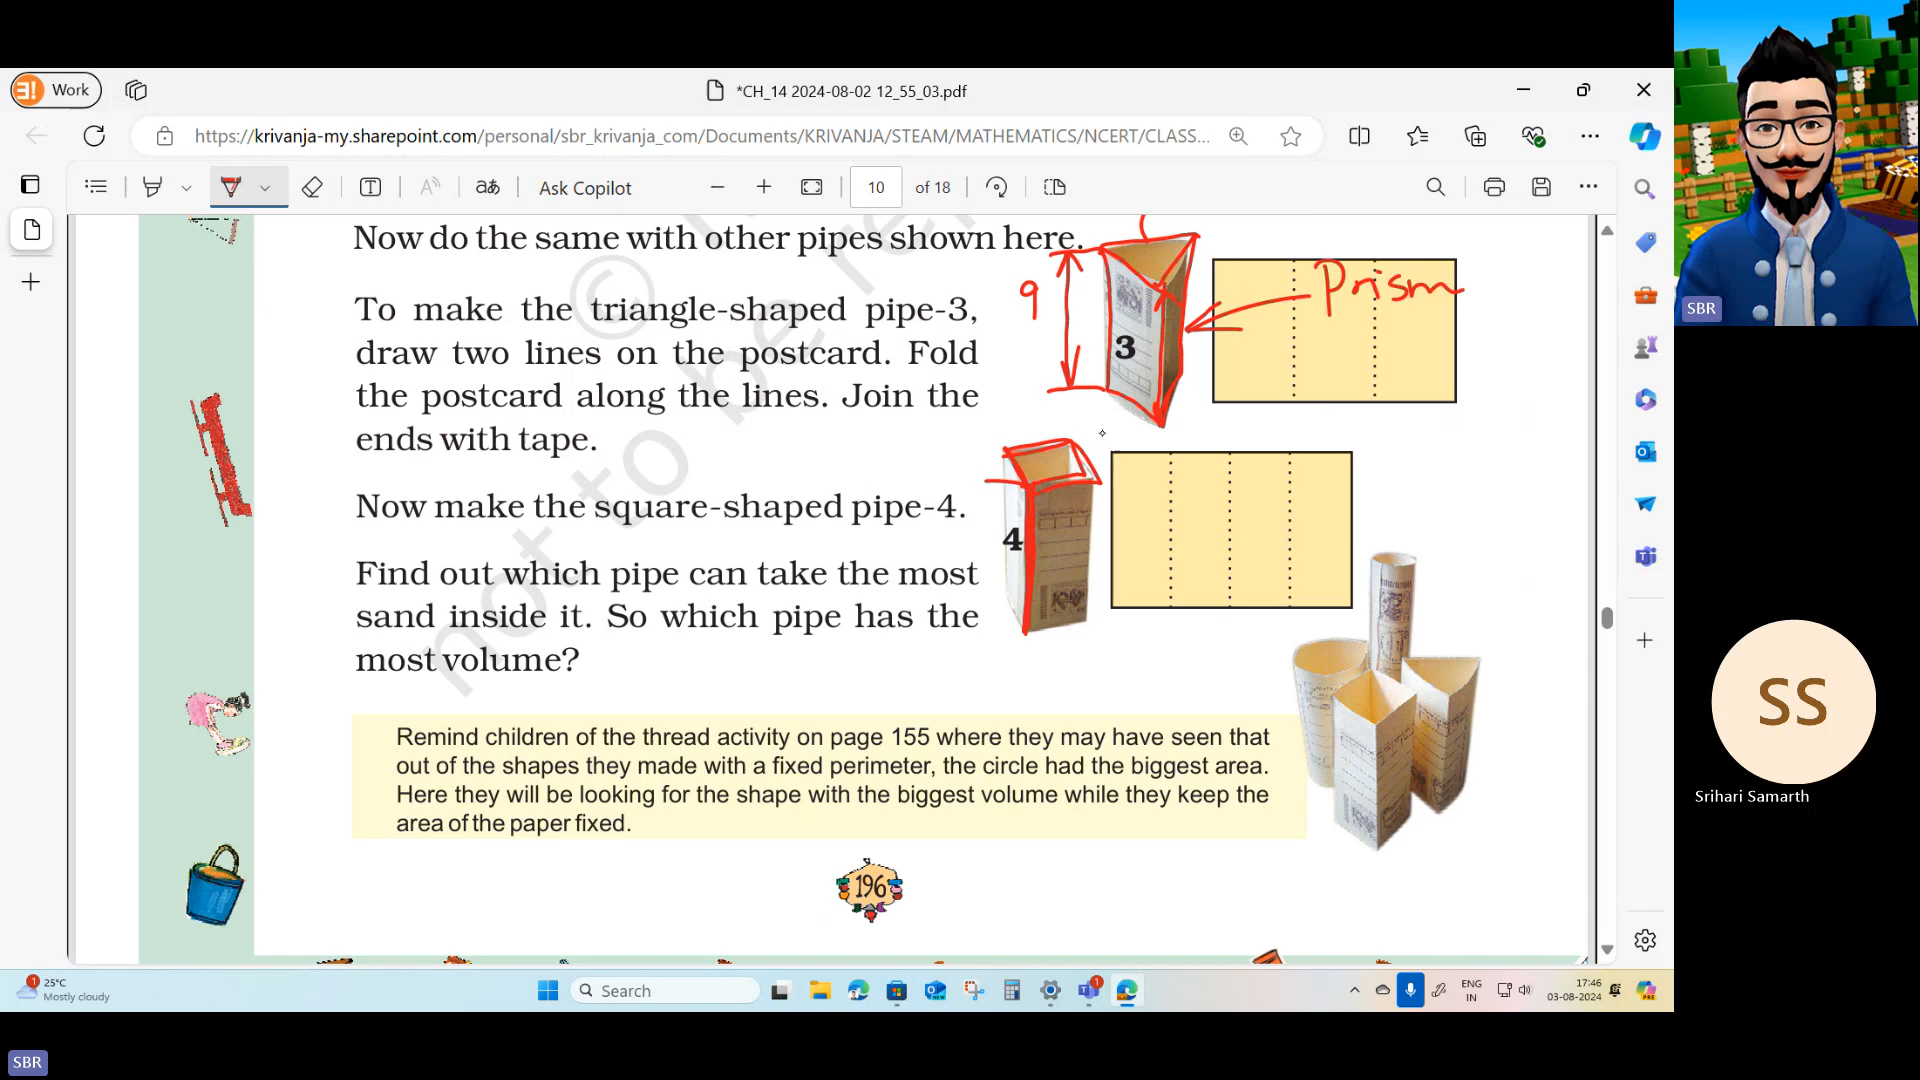 Work
*CH_14 2024-08-02 12_55_03.pdf
https://krivanja-my.sharepoint.com/personal/sbr_krivanja_com/Documents/KRIVANJA/STEAM/MATHEMATICS/NCERT/CLASS...
Ask Copilot
10 of 18
Now do the same with other pipes shown here.
To make the triangle-shaped pipe-3,
draw two lines on the postcard. Fold
the postcard along the lines. Join the
ends with tape.
9
3
Prism
Now make the square-shaped pipe-4.
4
Find out which pipe can take the most
sand inside it. So which pipe has the
most volume?
not to be re
©
Remind children of the thread activity on page 155 where they may have seen that
out of the shapes they made with a fixed perimeter, the circle had the biggest area.
Here they will be looking for the shape with the biggest volume while they keep the
area of the paper fixed.
196
SBR
SS
Srihari Samarth
1
25°C
Mostly cloudy
Search
1
ENG
IN
17:46
03-08-2024
SBR